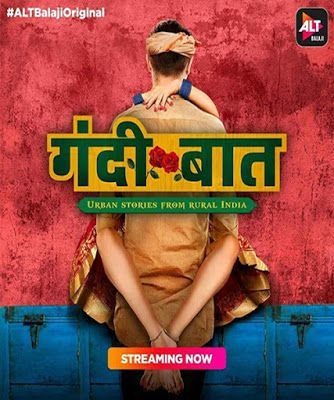 #ALTBalajiOriginal
ALT
BALAJI
गंदी बात
URBAN STORIES FROM RURAL INDIA
STREAMING NOW